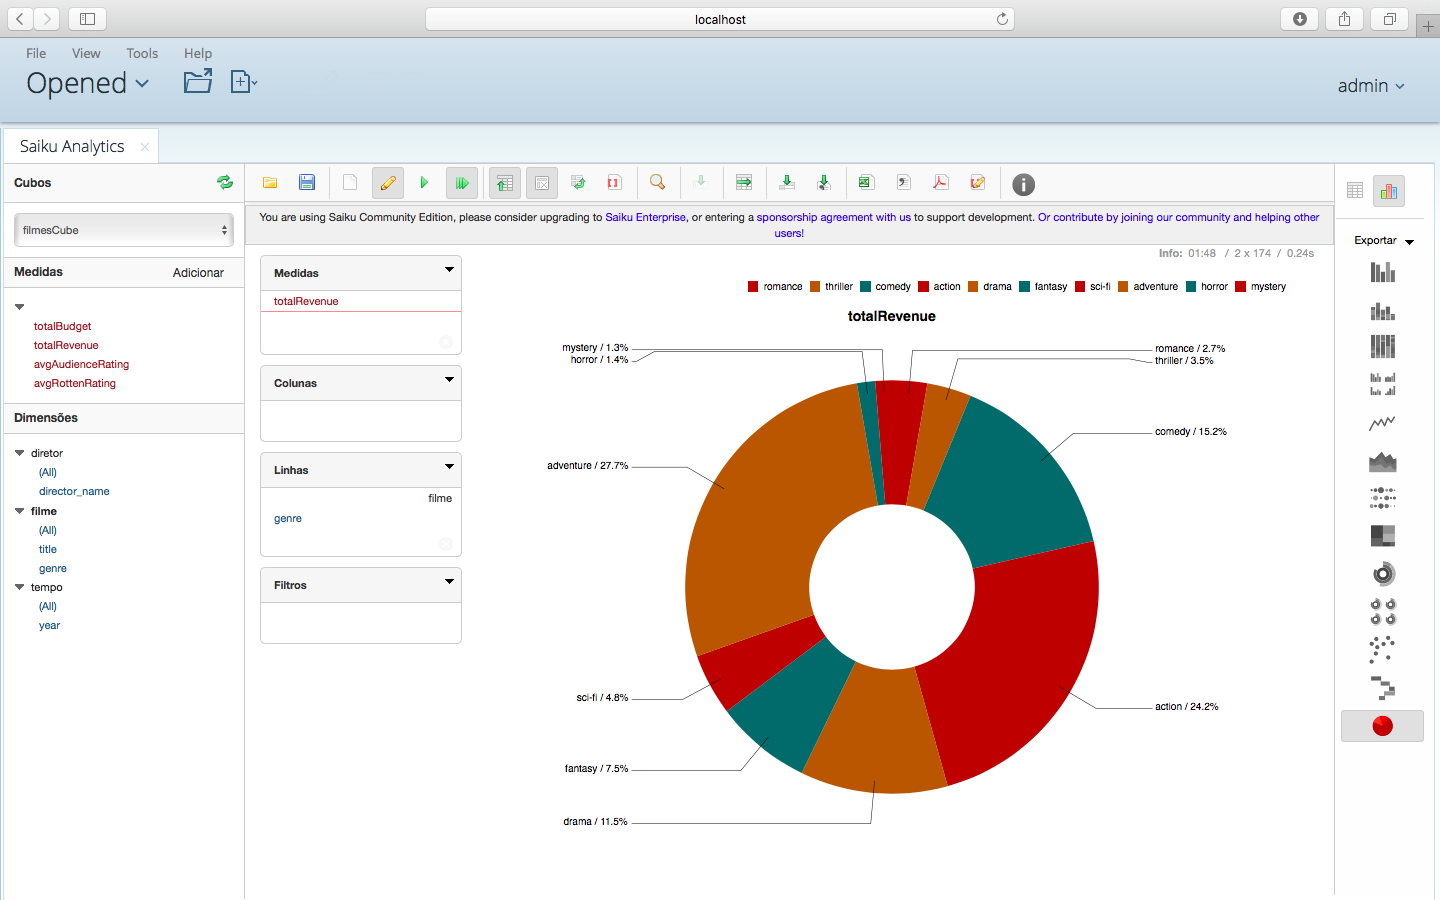 localhost
File View Tools Help
Opened
admin
Saiku Analytics
Cubos
filmesCube
Medidas Adicionar
totalBudget
totalRevenue
avgAudienceRating
avgRottenRating
Dimensões
diretor
(All)
director_name
filme
(All)
title
genre
tempo
(All)
year
You are using Saiku Community Edition, please consider upgrading to Saiku Enterprise, or entering a sponsorship agreement with us to support development. Or contribute by joining our community and helping other
users!
Info: 01:48 / 2 x 174 / 0.24s
Medidas
totalRevenue
Colunas
Linhas
filme
genre
Filtros
romance thriller comedy action drama fantasy sci-fi adventure horror mystery
totalRevenue
mystery / 1.3%
horror / 1.4%
romance / 2.7%
thriller / 3.5%
comedy / 15.2%
adventure / 27.7%
sci-fi / 4.8%
action / 24.2%
fantasy / 7.5%
drama / 11.5%
Exportar